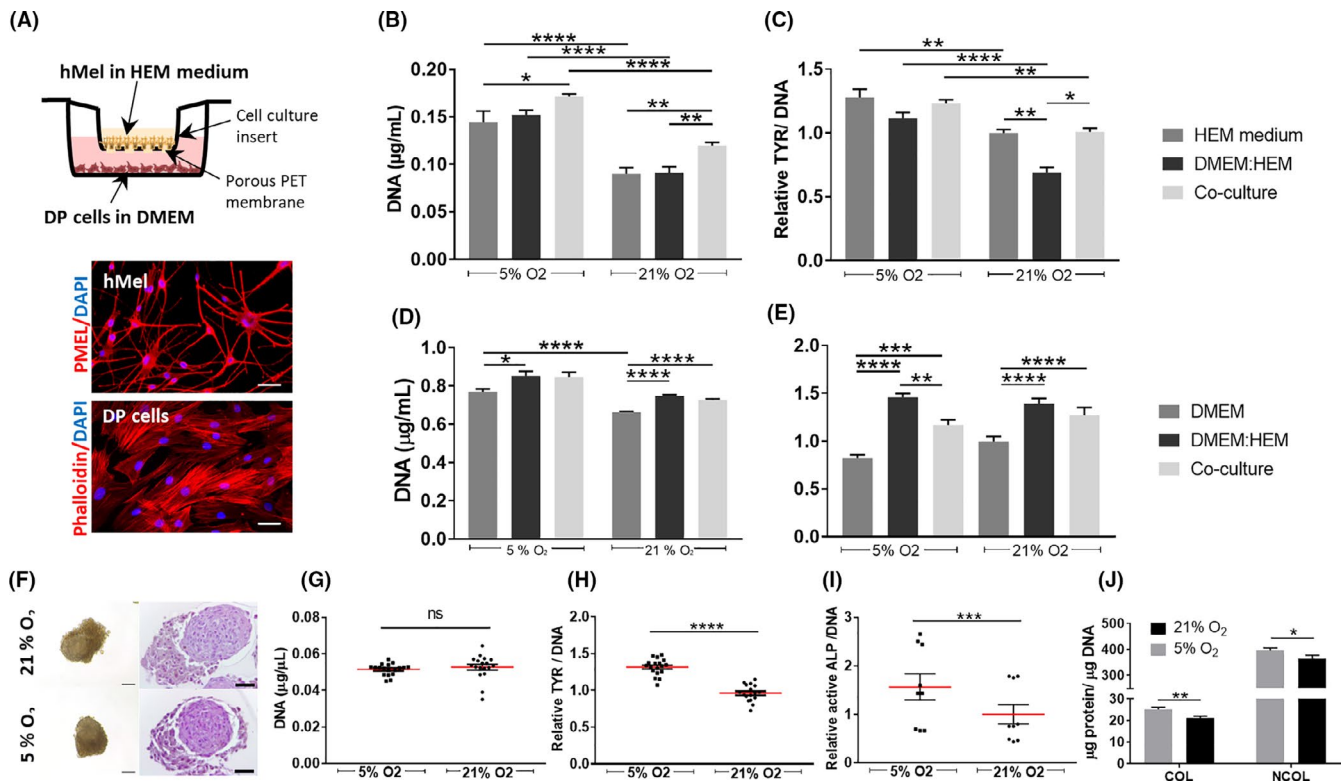 (A)
hMel in HEM medium
Cell culture
insert
Porous PET
membrane
DP cells in DMEM
PMEL/DAPI
hMel
Phalloidin/DAPI
DP cells
(B)
DNA (µg/mL)
0.20
0.15
0.10
0.05
0.00
****
****
****
*
**
**
5% O2
21% O2
(C)
Relative TYR/ DNA
1.5
1.0
0.5
0.0
**
****
**
**
*
5% O2
21% O2
HEM medium
DMEM:HEM
Co-culture
(D)
DNA (µg/mL)
1.0
0.8
0.6
0.4
0.2
0.0
****
*
****
****
5 % O₂
21 % O₂
(E)
2.0
1.5
1.0
0.5
0.0
***
****
**
****
****
5% O2
21% O2
DMEM
DMEM:HEM
Co-culture
(F)
21 % O₂
5 % O₂
(G)
DNA (µg/µL)
0.08
0.06
0.04
0.02
0.00
ns
5% O2
21% O2
(H)
Relative TYR / DNA
2.0
1.5
1.0
0.5
0.0
****
5% O2
21% O2
(I)
Relative active ALP /DNA
3
2
1
0
***
5% O2
21% O2
(J)
µg protein/ µg DNA
21% O₂
5% O₂
400
300
200
30
20
10
0
**
*
COL
NCOL